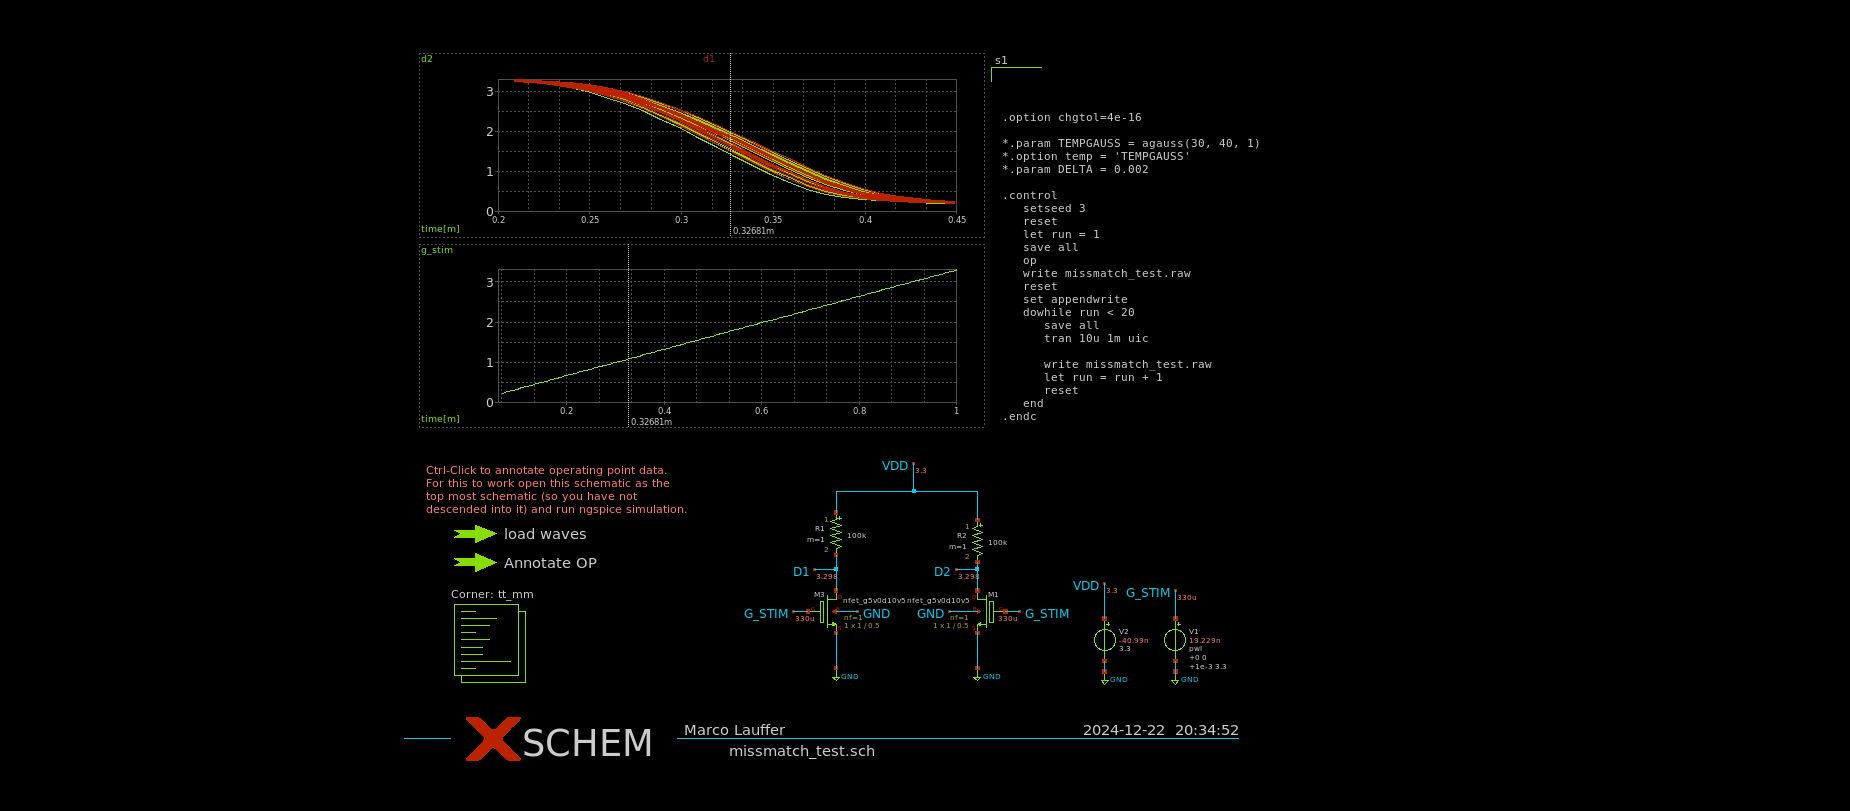 d2
d1
3
2
1
0
0.2
0.25
0.3
0.35
0.4
0.45
time[m]
0.32681m
g_stim
3
2
1
0
0.2
0.4
0.6
0.8
1
time[m]
0.32681m
s1
.option chgtol=4e-16
*.param TEMPGAUSS = agauss(30, 40, 1)
*.option temp = 'TEMPGAUSS'
*.param DELTA = 0.002
.control
setseed 3
reset
let run = 1
save all
op
write missmatch_test.raw
reset
set appendwrite
dowhile run < 20
save all
tran 10u 1m uic
write missmatch_test.raw
let run = run + 1
reset
end
.endc
Ctrl-Click to annotate operating point data.
For this to work open this schematic as the
top most schematic (so you have not
descended into it) and run ngspice simulation.
load waves
Annotate OP
Corner: tt_mm
VDD
3.3
1
R1
m=1
100k
2
1
R2
m=1
100k
2
D1
3.298
D2
3.298
M3
nfet_g5v0d10v5
nfet_g5v0d10v5
M1
G_STIM
330u
GND
nf=1
1 x 1 / 0.5
GND
nf=1
1 x 1 / 0.5
330u
G_STIM
GND
GND
VDD
3.3
G_STIM
330u
V2
-40.99n
3.3
GND
V1
19.229n
pwl
+0 0
+1e-3 3.3
GND
XSCHEM
Marco Lauffer
2024-12-22 20:34:52
missmatch_test.sch